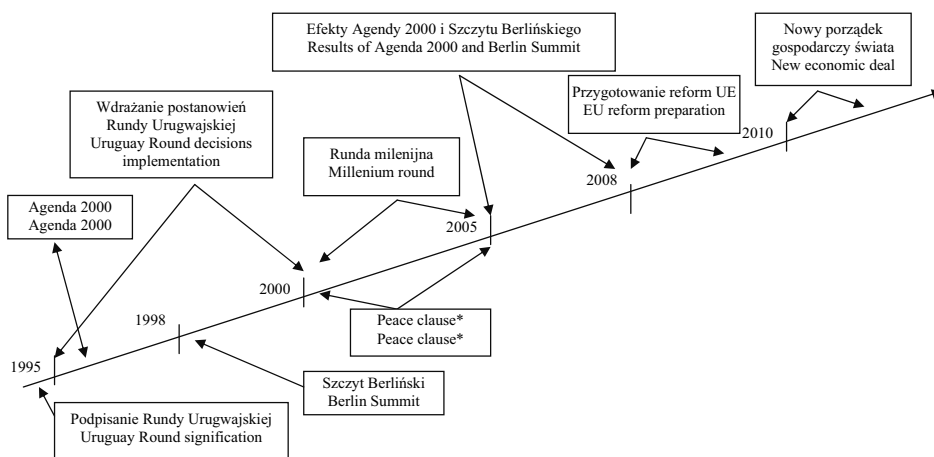 Efekty Agendy 2000 i Szczytu Berlińskiego
Results of Agenda 2000 and Berlin Summit
Nowy porządek
gospodarczy świata
New economic deal
Wdrażanie postanowień
Rundy Urugwajskiej
Uruguay Round decisions
implementation
Przygotowanie reform UE
EU reform preparation
Runda milenijna
Millenium round
Agenda 2000
Agenda 2000
2010
2008
2005
2000
1998
1995
Peace clause*
Peace clause*
Szczyt Berliński
Berlin Summit
Podpisanie Rundy Urugwajskiej
Uruguay Round signification